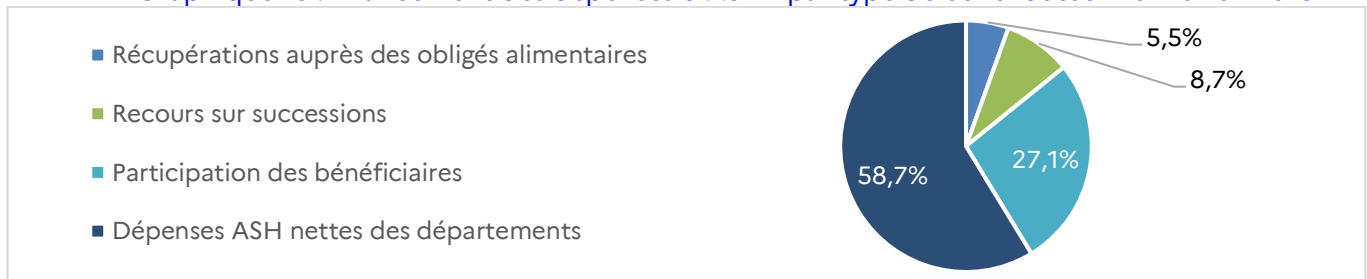 Récupérations auprès des obligés alimentaires
Recours sur successions
Participation des bénéficiaires
Dépenses ASH nettes des départements
5,5%
8,7%
27,1%
58,7%